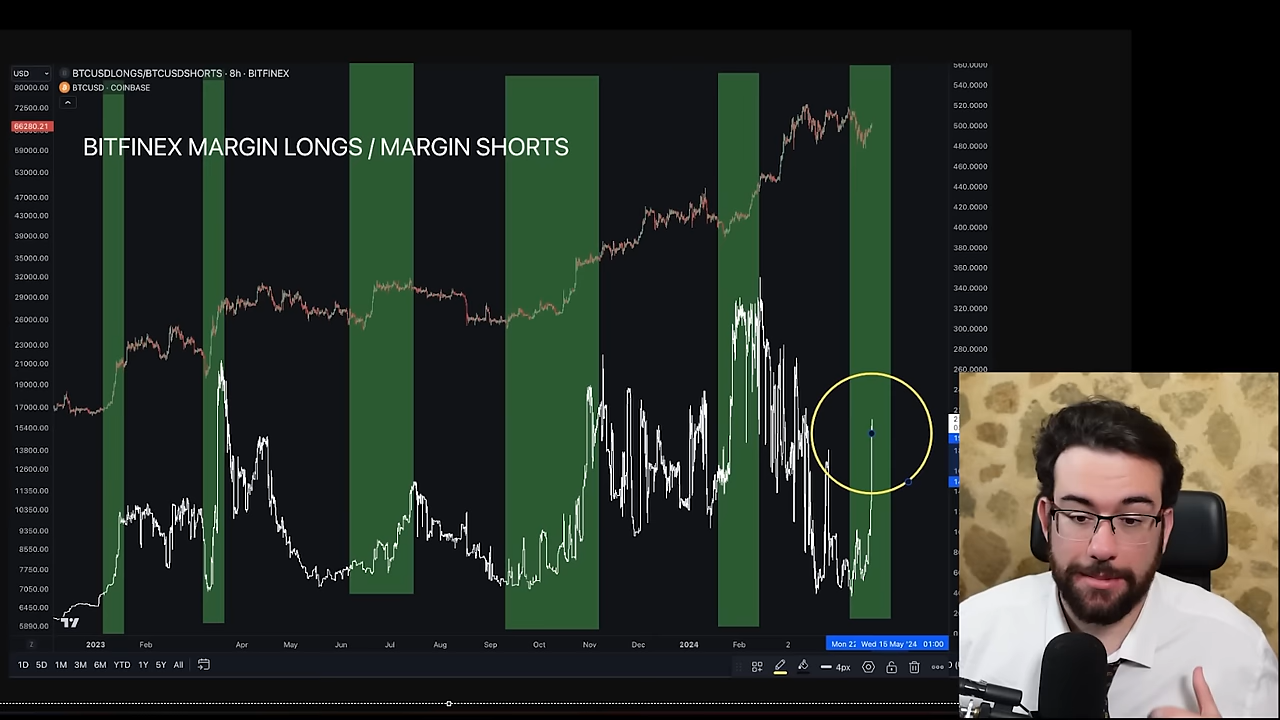 USD
BTCUSDLONGS/BTCUSDSHORTS · 8h · BITFINEX
BTCUSD · COINBASE
BITFINEX MARGIN LONGS / MARGIN SHORTS
80000.00
72500.00
66280.21
59000.00
53000.00
47000.00
43000.00
39000.00
35000.00
32000.00
29000.00
26000.00
23000.00
21000.00
19000.00
17000.00
15400.00
13800.00
12600.00
11350.00
10350.00
9350.00
8550.00
7750.00
7050.00
6450.00
5890.00
560.0000
540.0000
520.0000
500.0000
480.0000
460.0000
440.0000
420.0000
400.0000
380.0000
360.0000
340.0000
320.0000
300.0000
280.0000
260.0000
Z
2023
Feb
Apr
May
Jun
Jul
Aug
Sep
Oct
Nov
Dec
2024
Feb
2
Mon 2
Wed 15 May '24
01:00
1D 5D 1M 3M 6M YTD 1Y 5Y All
4px